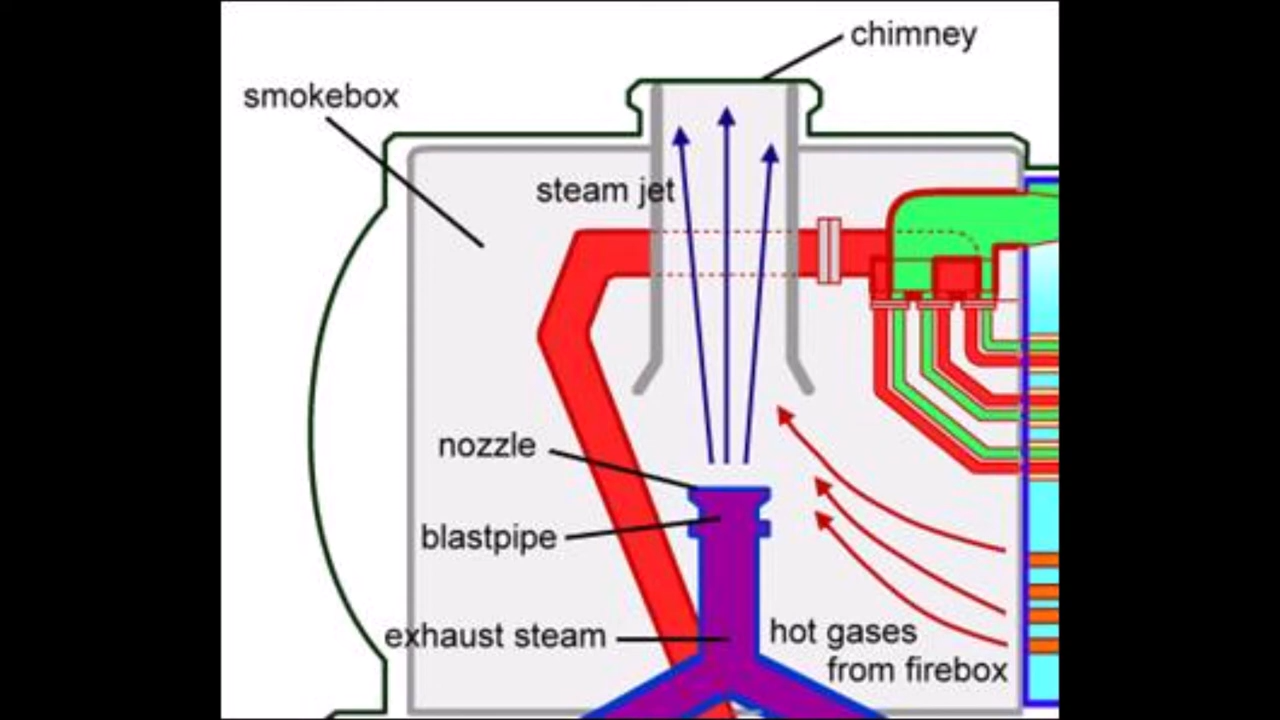 chimney
smokebox
steam jet
nozzle
blastpipe
exhaust steam
hot gases
from firebox